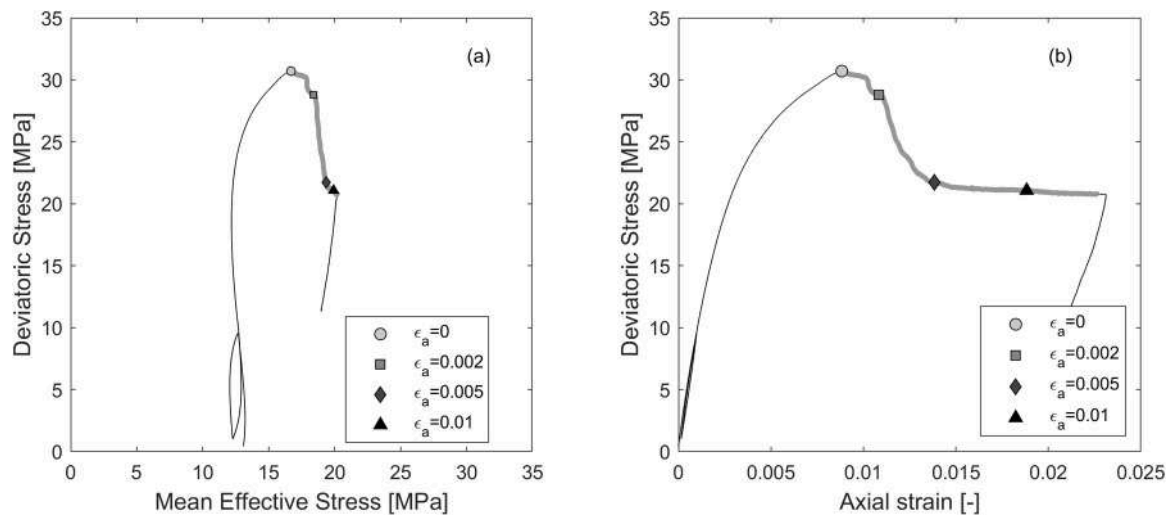 (a)
Deviatoric Stress [MPa]
35
30
25
20
15
10
5
0
ϵa=0
ϵa=0.002
ϵa=0.005
ϵa=0.01
0 5 10 15 20 25 30 35
Mean Effective Stress [MPa]
(b)
Deviatoric Stress [MPa]
35
30
25
20
15
10
5
0
ϵa=0
ϵa=0.002
ϵa=0.005
ϵa=0.01
0 0.005 0.01 0.015 0.02 0.025
Axial strain [-]